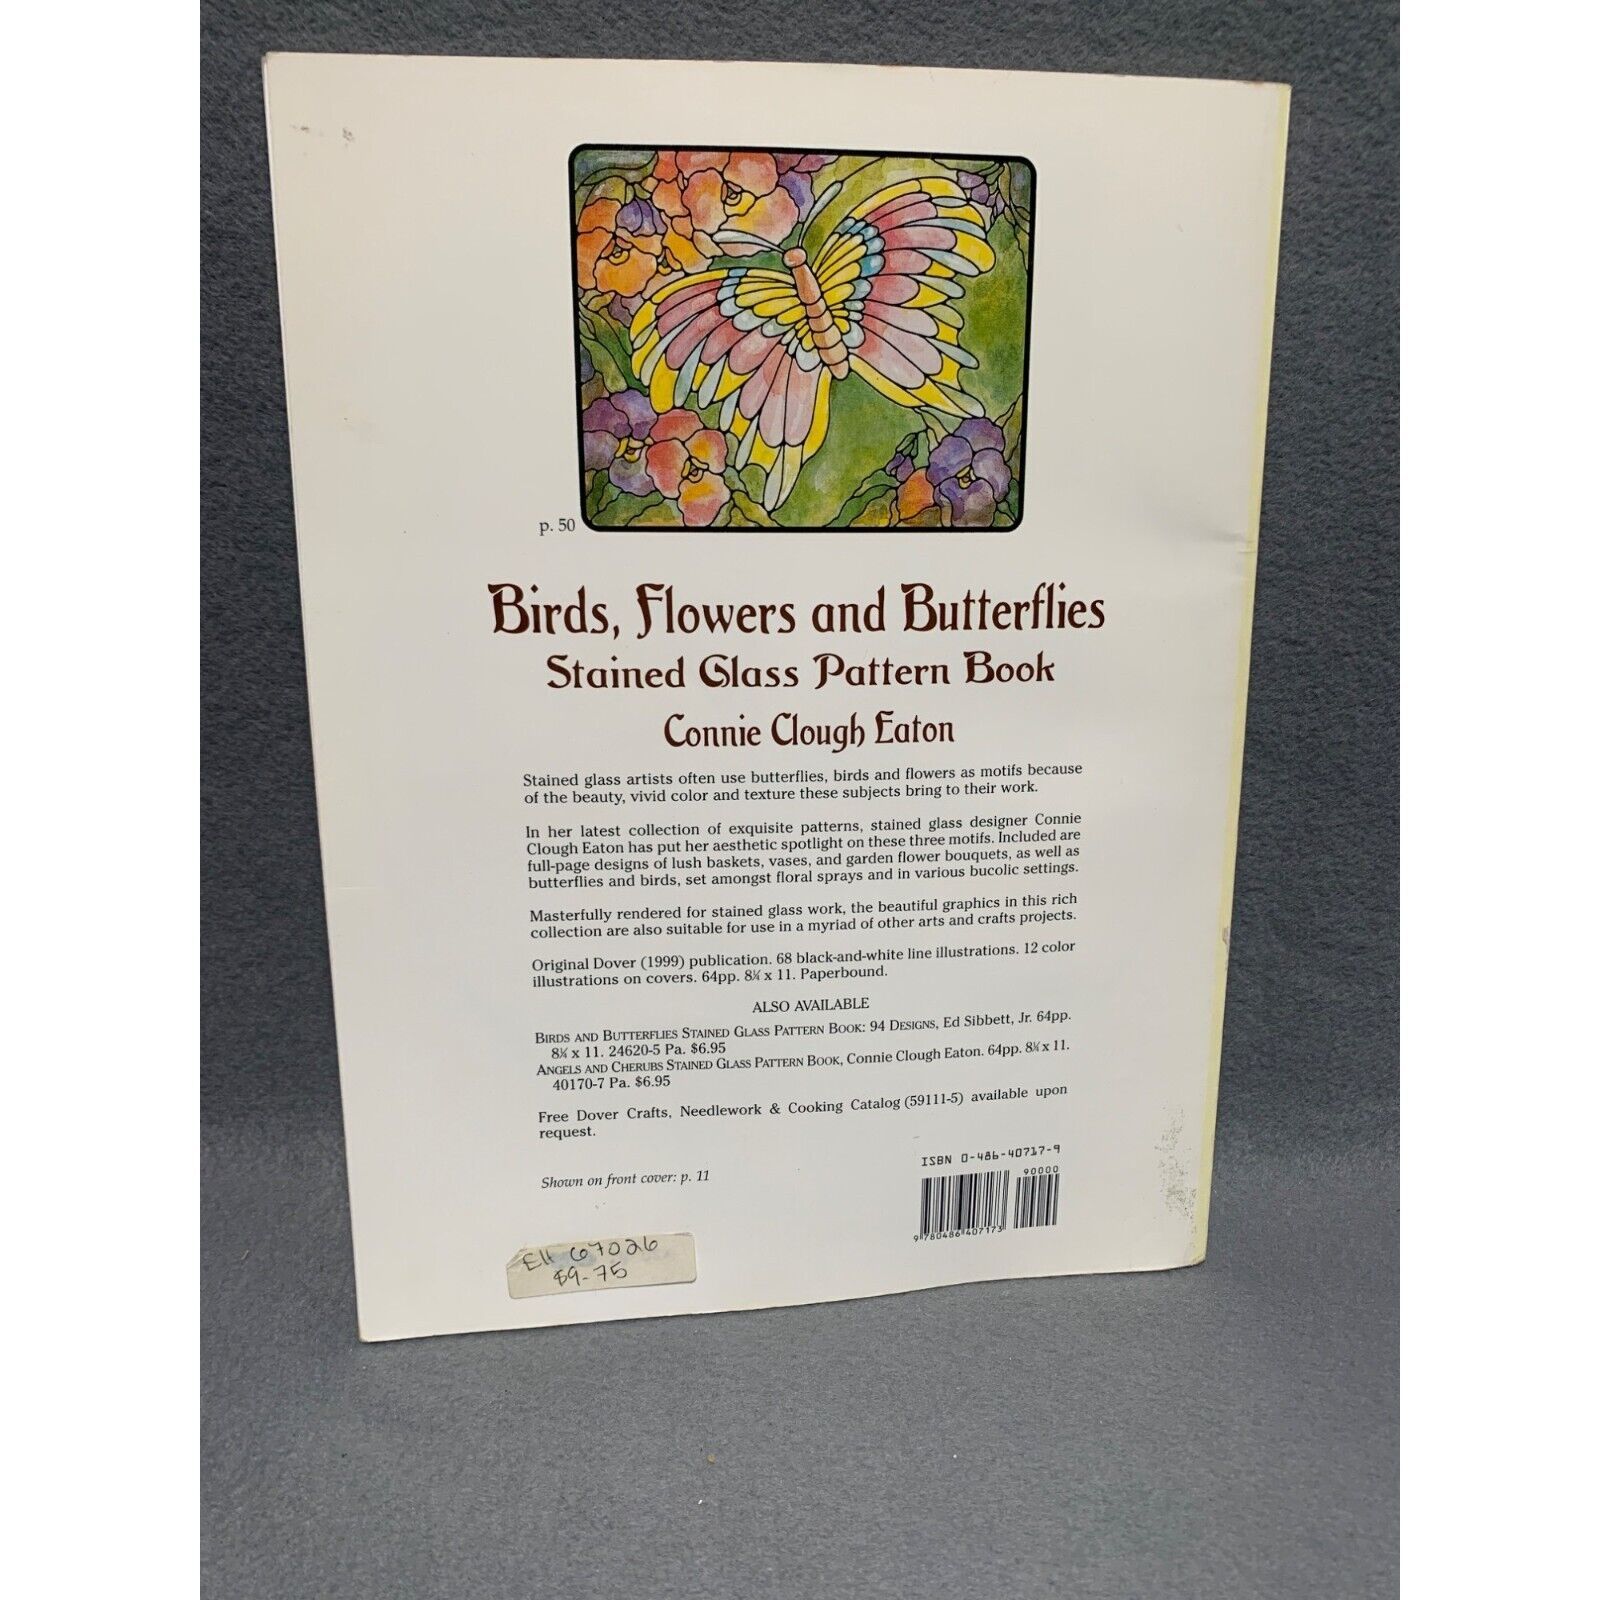 p. 50
Birds, Flowers and Butterflies
Stained Glass Pattern Book
Connie Clough Eaton
Stained glass artists often use butterflies, birds and flowers as motifs because
of the beauty, vivid color and texture these subjects bring to their work.
In her latest collection of exquisite patterns, stained glass designer Connie
Clough Eaton has put her aesthetic spotlight on these three motifs. Included are
full-page designs of lush baskets, vases, and garden flower bouquets, as well as
butterflies and birds, set amongst floral sprays and in various bucolic settings.
Masterfully rendered for stained glass work, the beautiful graphics in this rich
collection are also suitable for use in a myriad of other arts and crafts projects.
Original Dover (1999) publication. 68 black-and-white line illustrations. 12 color
illustrations on covers. 64pp. 8¼ x 11. Paperbound.
ALSO AVAILABLE
BIRDS AND BUTTERFLIES STAINED GLASS PATTERN BOOK: 94 DESIGNS, Ed Sibbett, Jr. 64pp.
8¼ x 11. 24620-5 Pa. $6.95
ANGELS AND CHERUBS STAINED GLASS PATTERN BOOK, Connie Clough Eaton. 64pp. 8¼ x 11.
40170-7 Pa. $6.95
Free Dover Crafts, Needlework & Cooking Catalog (59111-5) available upon
request.
Shown on front cover: p. 11
ISBN 0-486-40717-9
90000
9 780486 407173
EH 67026
$9-75